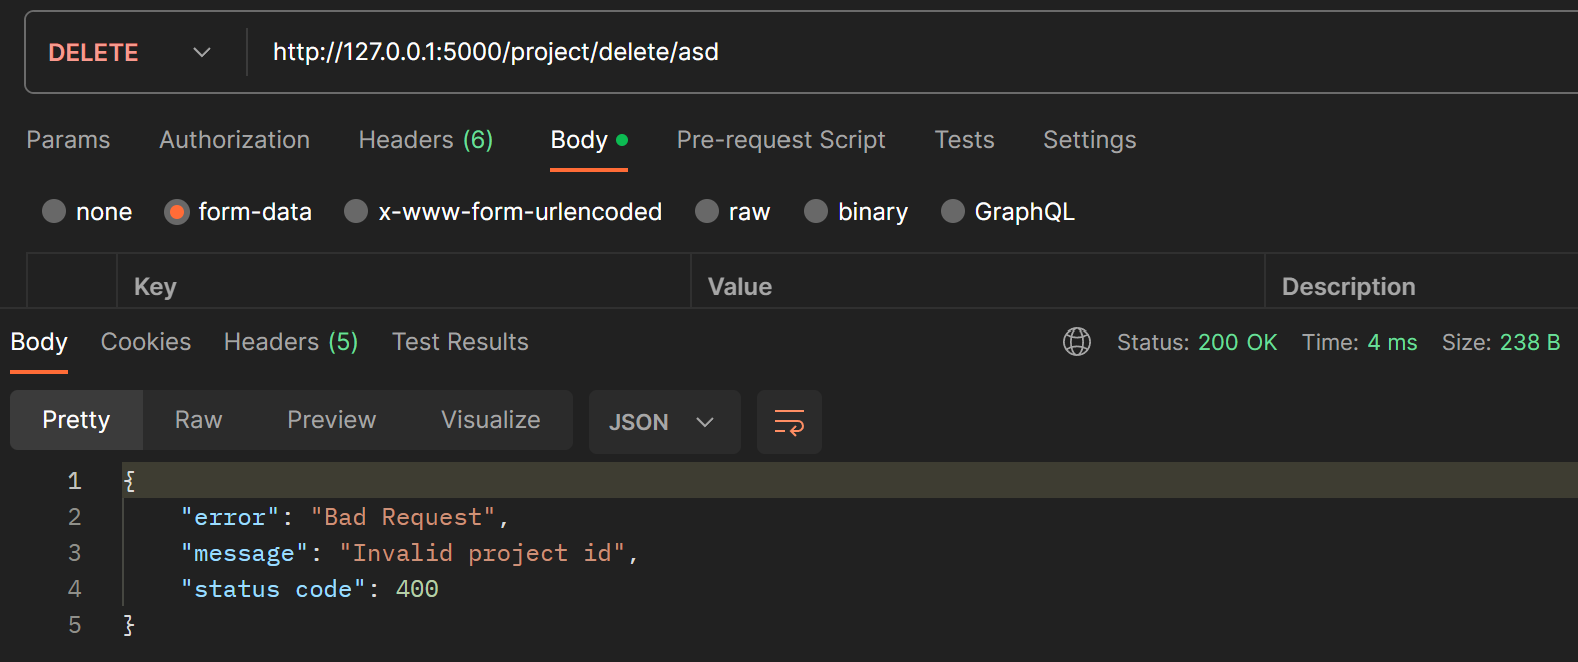 DELETE http://127.0.0.1:5000/project/delete/asd
Params Authorization Headers (6) Body Pre-request Script Tests Settings
none form-data x-www-form-urlencoded raw binary GraphQL
Key Value Description
Body Cookies Headers (5) Test Results Status: 200 OK Time: 4 ms Size: 238 B
Pretty Raw Preview Visualize JSON
1 {
2 "error": "Bad Request",
3 "message": "Invalid project id",
4 "status code": 400
5 }